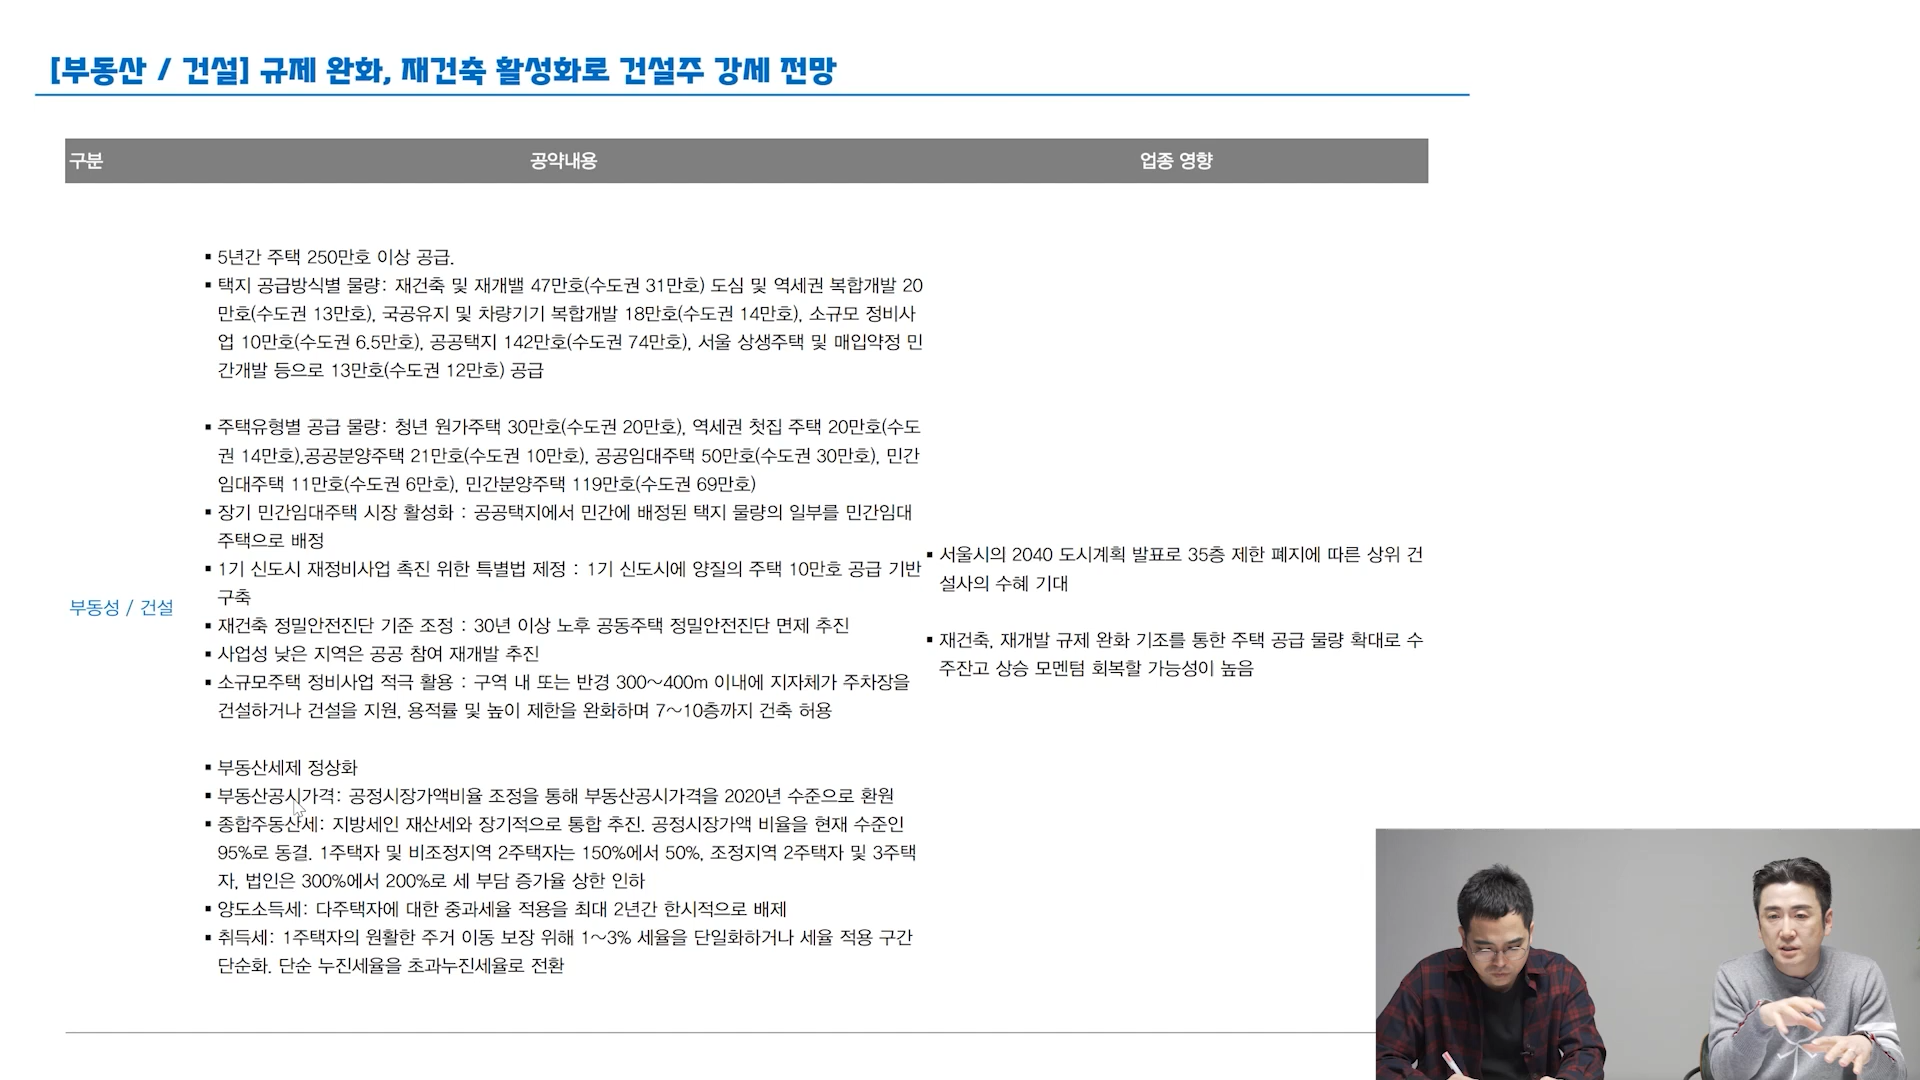 [부동산 / 건설] 규제 완화, 재건축 활성화로 건설주 강세 전망
구분 공약내용 업종 영향
부동성 / 건설
▪ 5년간 주택 250만호 이상 공급.
▪ 택지 공급방식별 물량: 재건축 및 재개밸 47만호(수도권 31만호) 도심 및 역세권 복합개발 20
만호(수도권 13만호), 국공유지 및 차량기기 복합개발 18만호(수도권 14만호), 소규모 정비사
업 10만호(수도권 6.5만호), 공공택지 142만호(수도권 74만호), 서울 상생주택 및 매입약정 민
간개발 등으로 13만호(수도권 12만호) 공급
▪ 주택유형별 공급 물량: 청년 원가주택 30만호(수도권 20만호), 역세권 첫집 주택 20만호(수도
권 14만호),공공분양주택 21만호(수도권 10만호), 공공임대주택 50만호(수도권 30만호), 민간
임대주택 11만호(수도권 6만호), 민간분양주택 119만호(수도권 69만호)
▪ 장기 민간임대주택 시장 활성화 : 공공택지에서 민간에 배정된 택지 물량의 일부를 민간임대
주택으로 배정
▪ 1기 신도시 재정비사업 촉진 위한 특별법 제정 : 1기 신도시에 양질의 주택 10만호 공급 기반
구축
▪ 재건축 정밀안전진단 기준 조정 : 30년 이상 노후 공동주택 정밀안전진단 면제 추진
▪ 사업성 낮은 지역은 공공 참여 재개발 추진
▪ 소규모주택 정비사업 적극 활용 : 구역 내 또는 반경 300~400m 이내에 지자체가 주차장을
건설하거나 건설을 지원, 용적률 및 높이 제한을 완화하며 7~10층까지 건축 허용
▪ 부동산세제 정상화
▪ 부동산공시가격: 공정시장가액비율 조정을 통해 부동산공시가격을 2020년 수준으로 환원
▪ 종합주동산세: 지방세인 재산세와 장기적으로 통합 추진. 공정시장가액 비율을 현재 수준인
95%로 동결. 1주택자 및 비조정지역 2주택자는 150%에서 50%, 조정지역 2주택자 및 3주택
자, 법인은 300%에서 200%로 세 부담 증가율 상한 인하
▪ 양도소득세: 다주택자에 대한 중과세율 적용을 최대 2년간 한시적으로 배제
▪ 취득세: 1주택자의 원활한 주거 이동 보장 위해 1~3% 세율을 단일화하거나 세율 적용 구간
단순화. 단순 누진세율을 초과누진세율로 전환
▪ 서울시의 2040 도시계획 발표로 35층 제한 폐지에 따른 상위 건
설사의 수혜 기대
▪ 재건축, 재개발 규제 완화 기조를 통한 주택 공급 물량 확대로 수
주잔고 상승 모멘텀 회복할 가능성이 높음